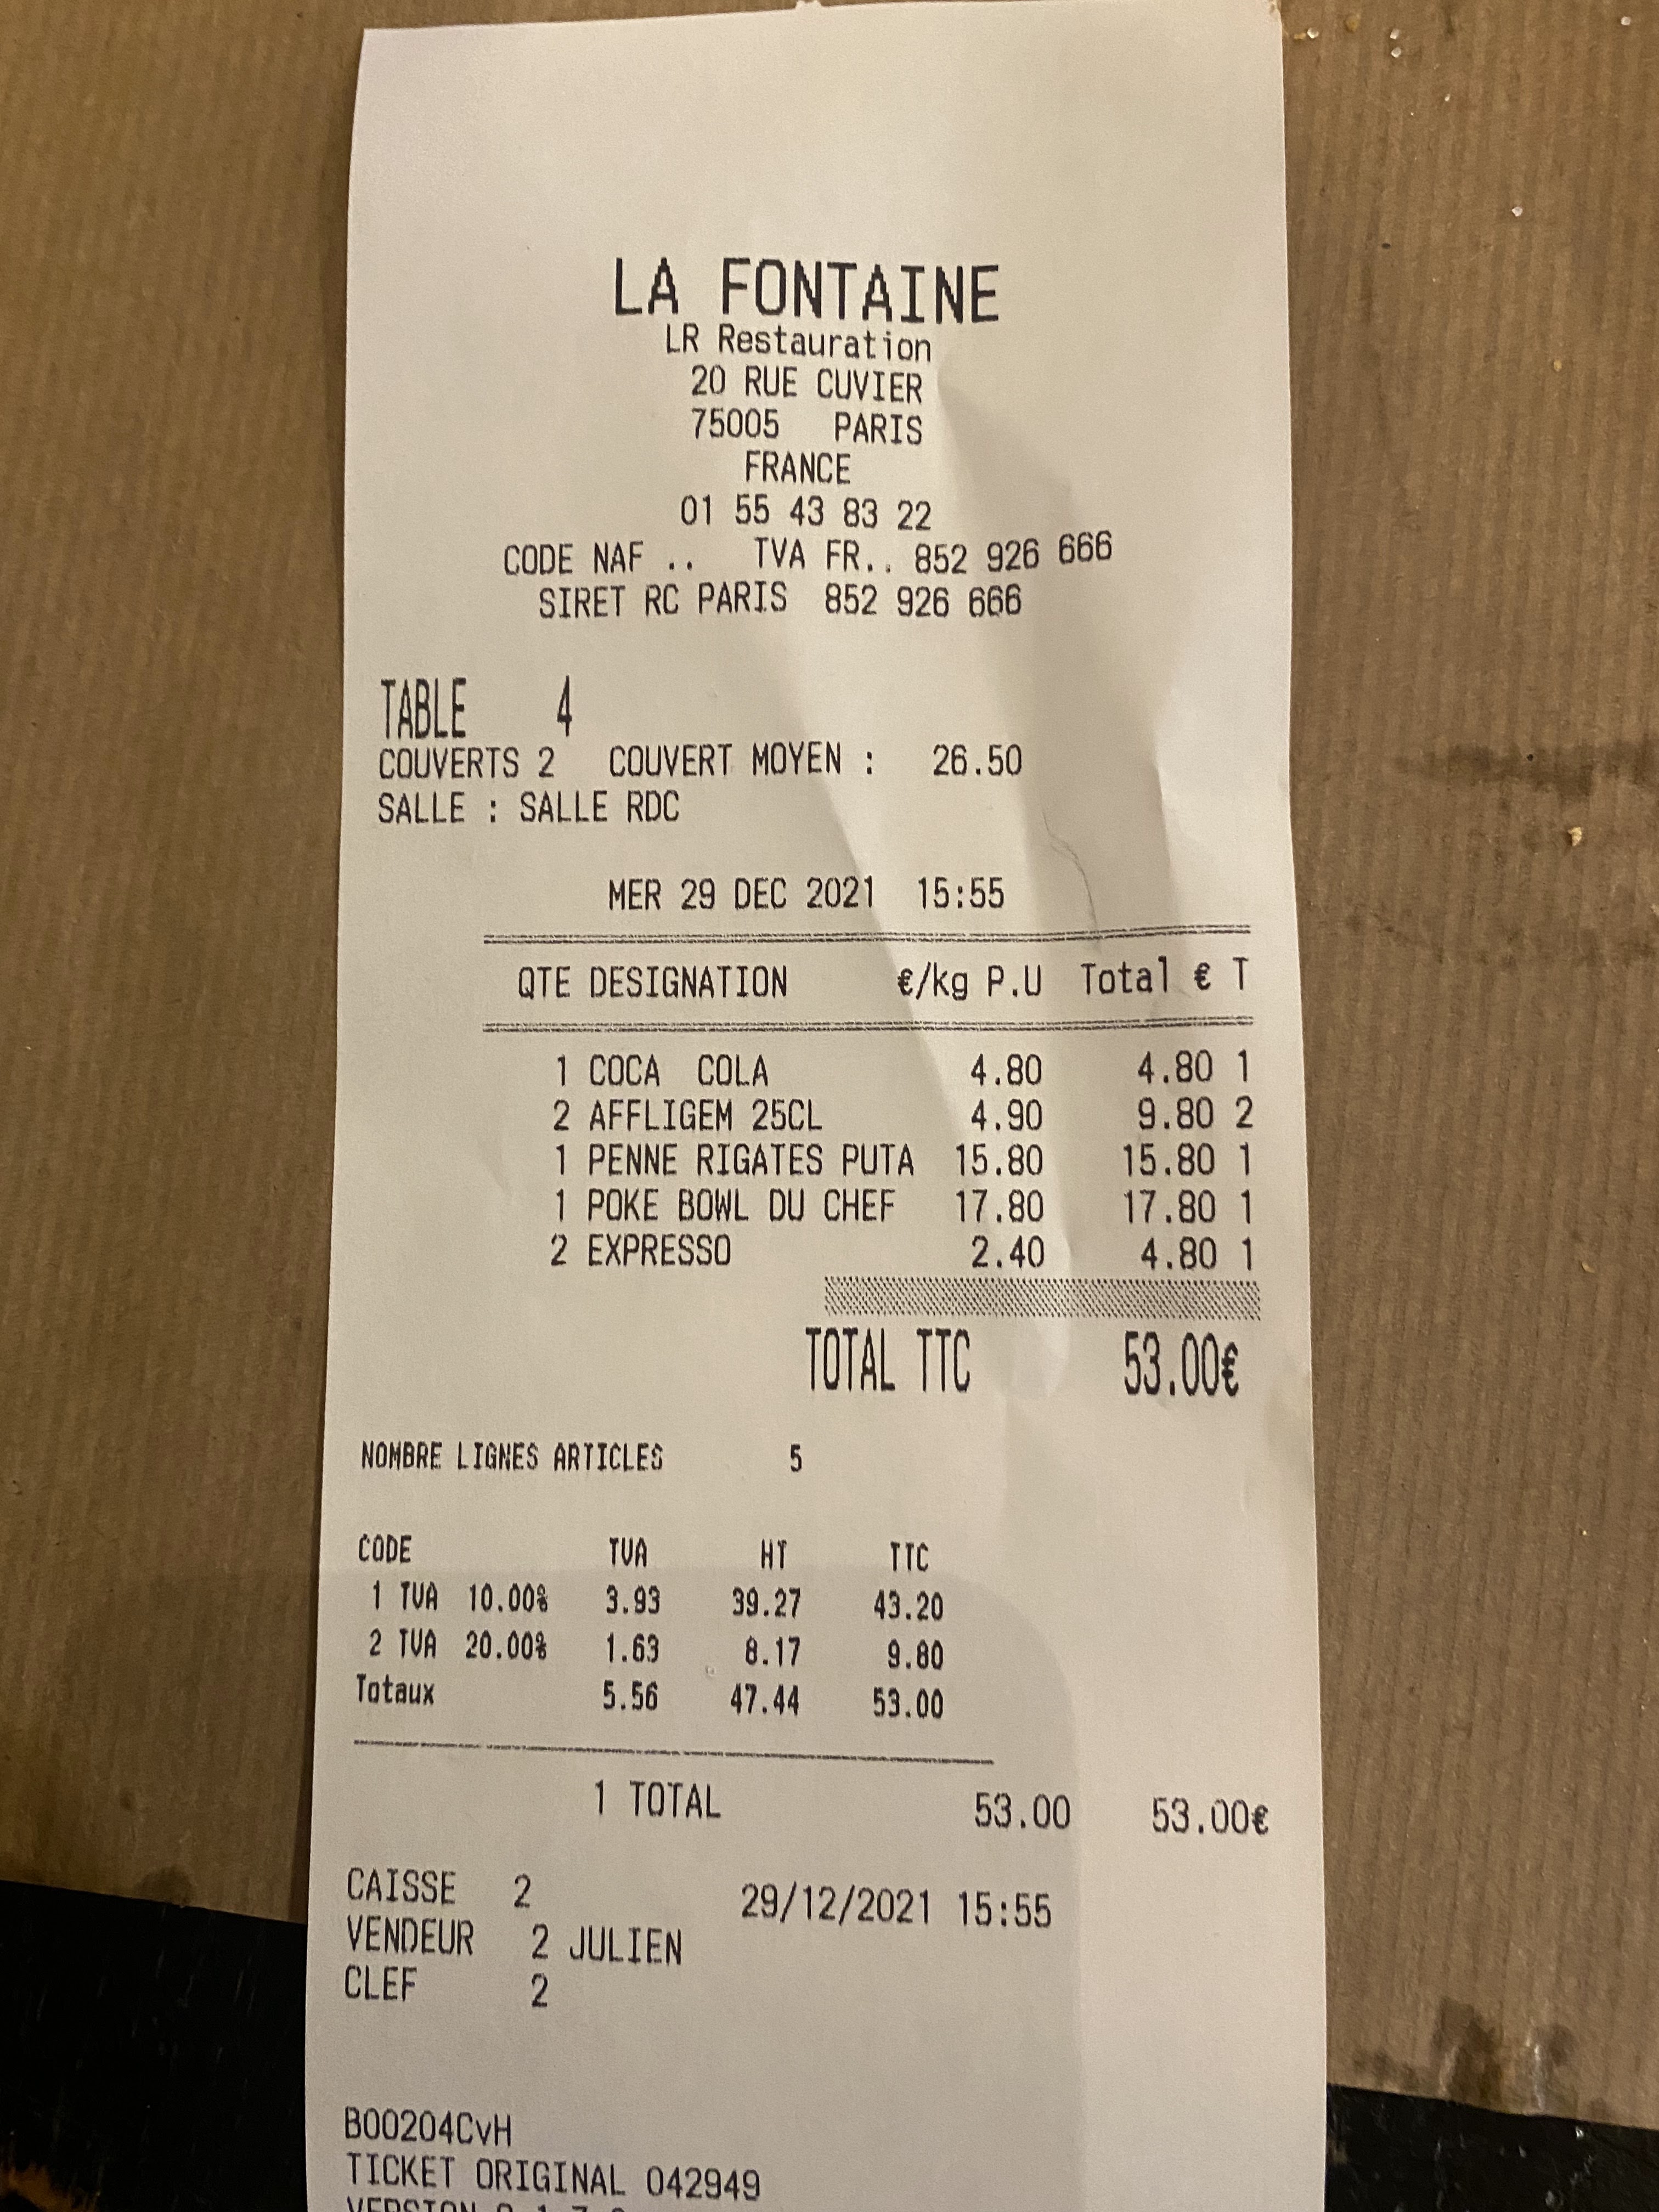 LA FONTAINE
LR Restauration
20 RUE CUVIER
75005 PARIS
FRANCE
01 55 43 83 22
CODE NAF .. TVA FR.. 852 926 666
SIRET RC PARIS 852 926 666
TABLE 4
COUVERTS 2 COUVERT MOYEN : 26.50
SALLE : SALLE RDC
MER 29 DEC 2021 15:55
QTE DESIGNATION €/kg P.U Total € T
1 COCA COLA 4.80 4.80 1
2 AFFLIGEM 25CL 4.90 9.80 2
1 PENNE RIGATES PUTA 15.80 15.80 1
1 POKE BOWL DU CHEF 17.80 17.80 1
2 EXPRESSO 2.40 4.80 1
TOTAL TTC 53.00€
NOMBRE LIGNES ARTICLES 5
CODE TVA HT TTC
1 TVA 10.00% 3.93 39.27 43.20
2 TVA 20.00% 1.63 8.17 9.80
Totaux 5.56 47.44 53.00
1 TOTAL 53.00 53.00€
CAISSE 2 29/12/2021 15:55
VENDEUR 2 JULIEN
CLEF 2
B00204CvH
TICKET ORIGINAL 042949
VERSION